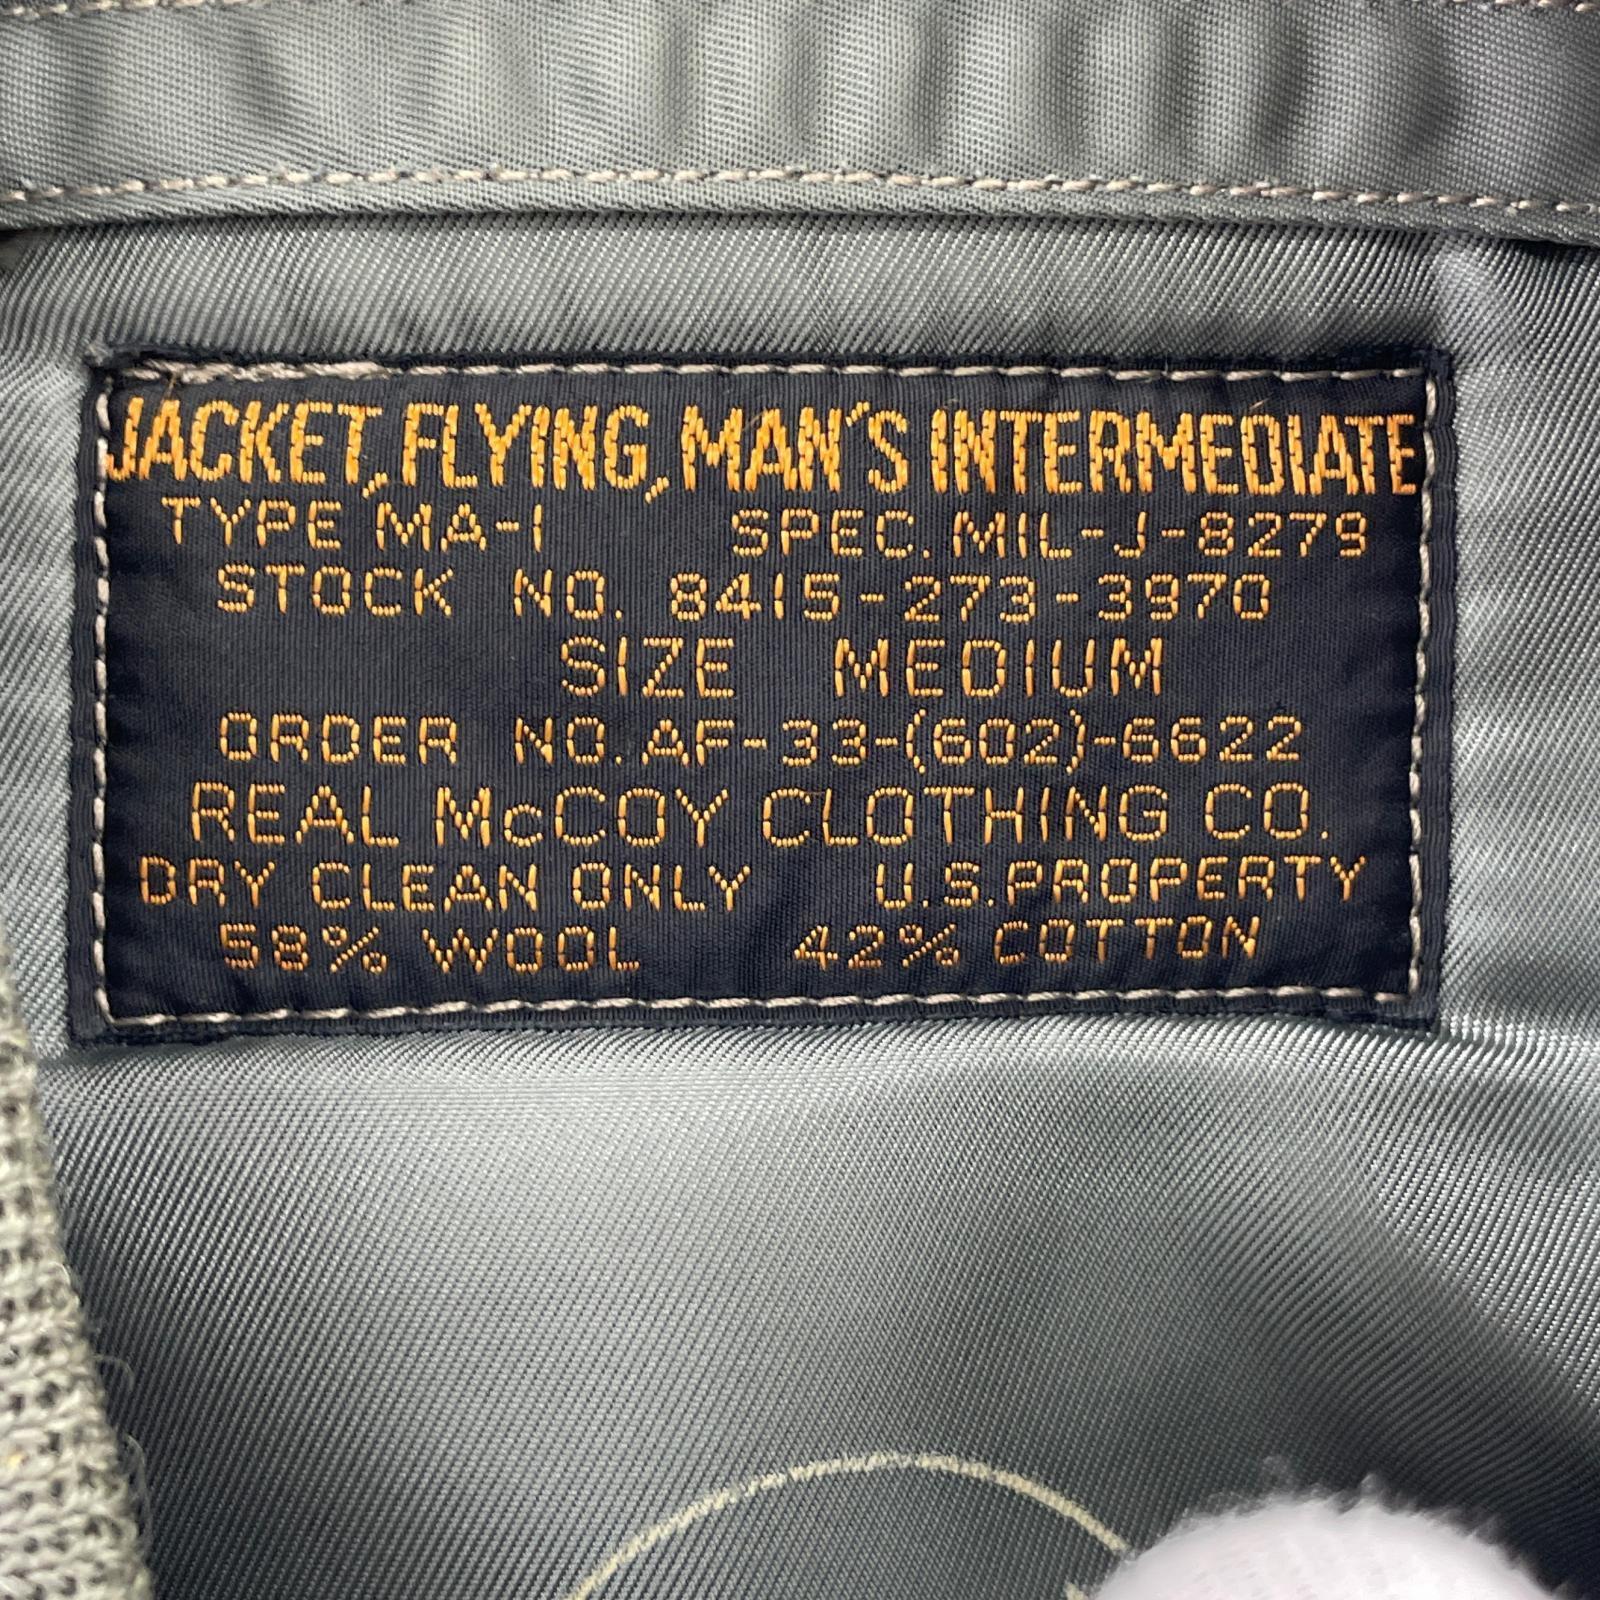 JACKET, FLYING, MAN'S INTERMEDIATE
TYPE MA-1 SPEC. MIL-J-8279
STOCK NO. 8415-273-3970
SIZE MEDIUM
ORDER NO. AF-33-(602)-6622
REAL McCOY CLOTHING CO.
DRY CLEAN ONLY U.S. PROPERTY
58% WOOL 42% COTTON